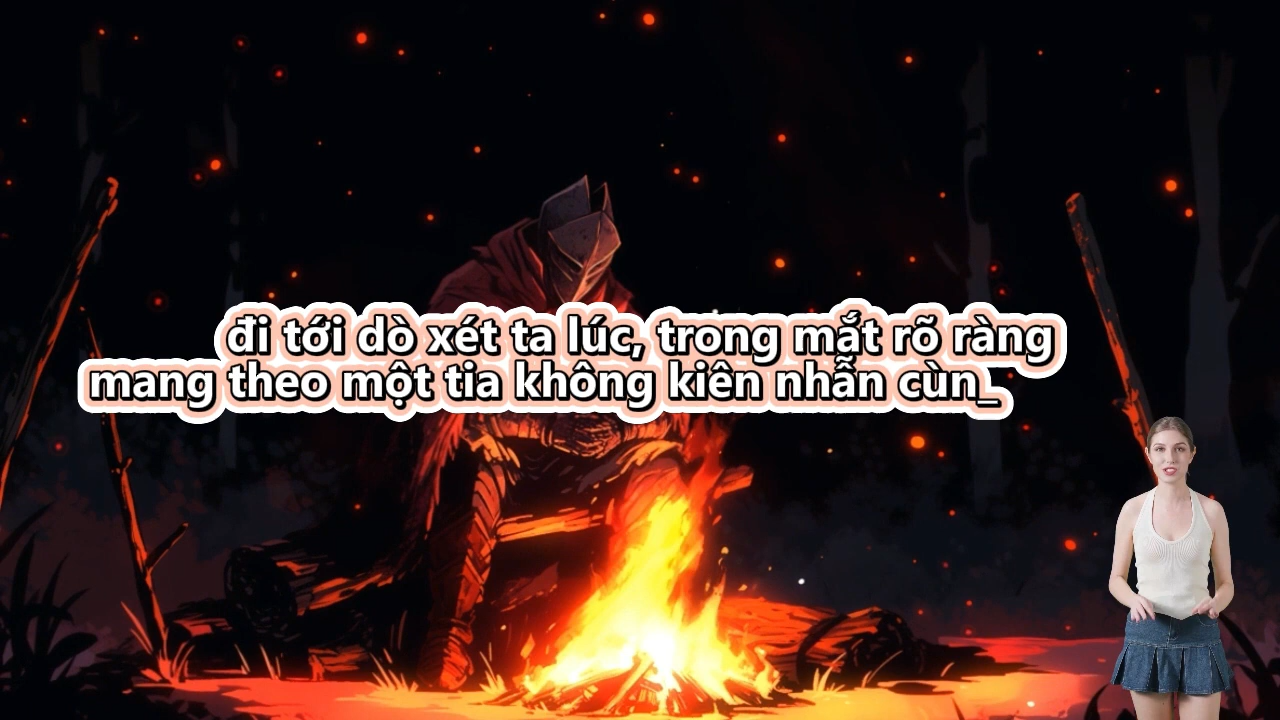 đi tới dò xét ta lúc, trong mắt rõ ràng
mang theo một tia không kiên nhẫn cùn_